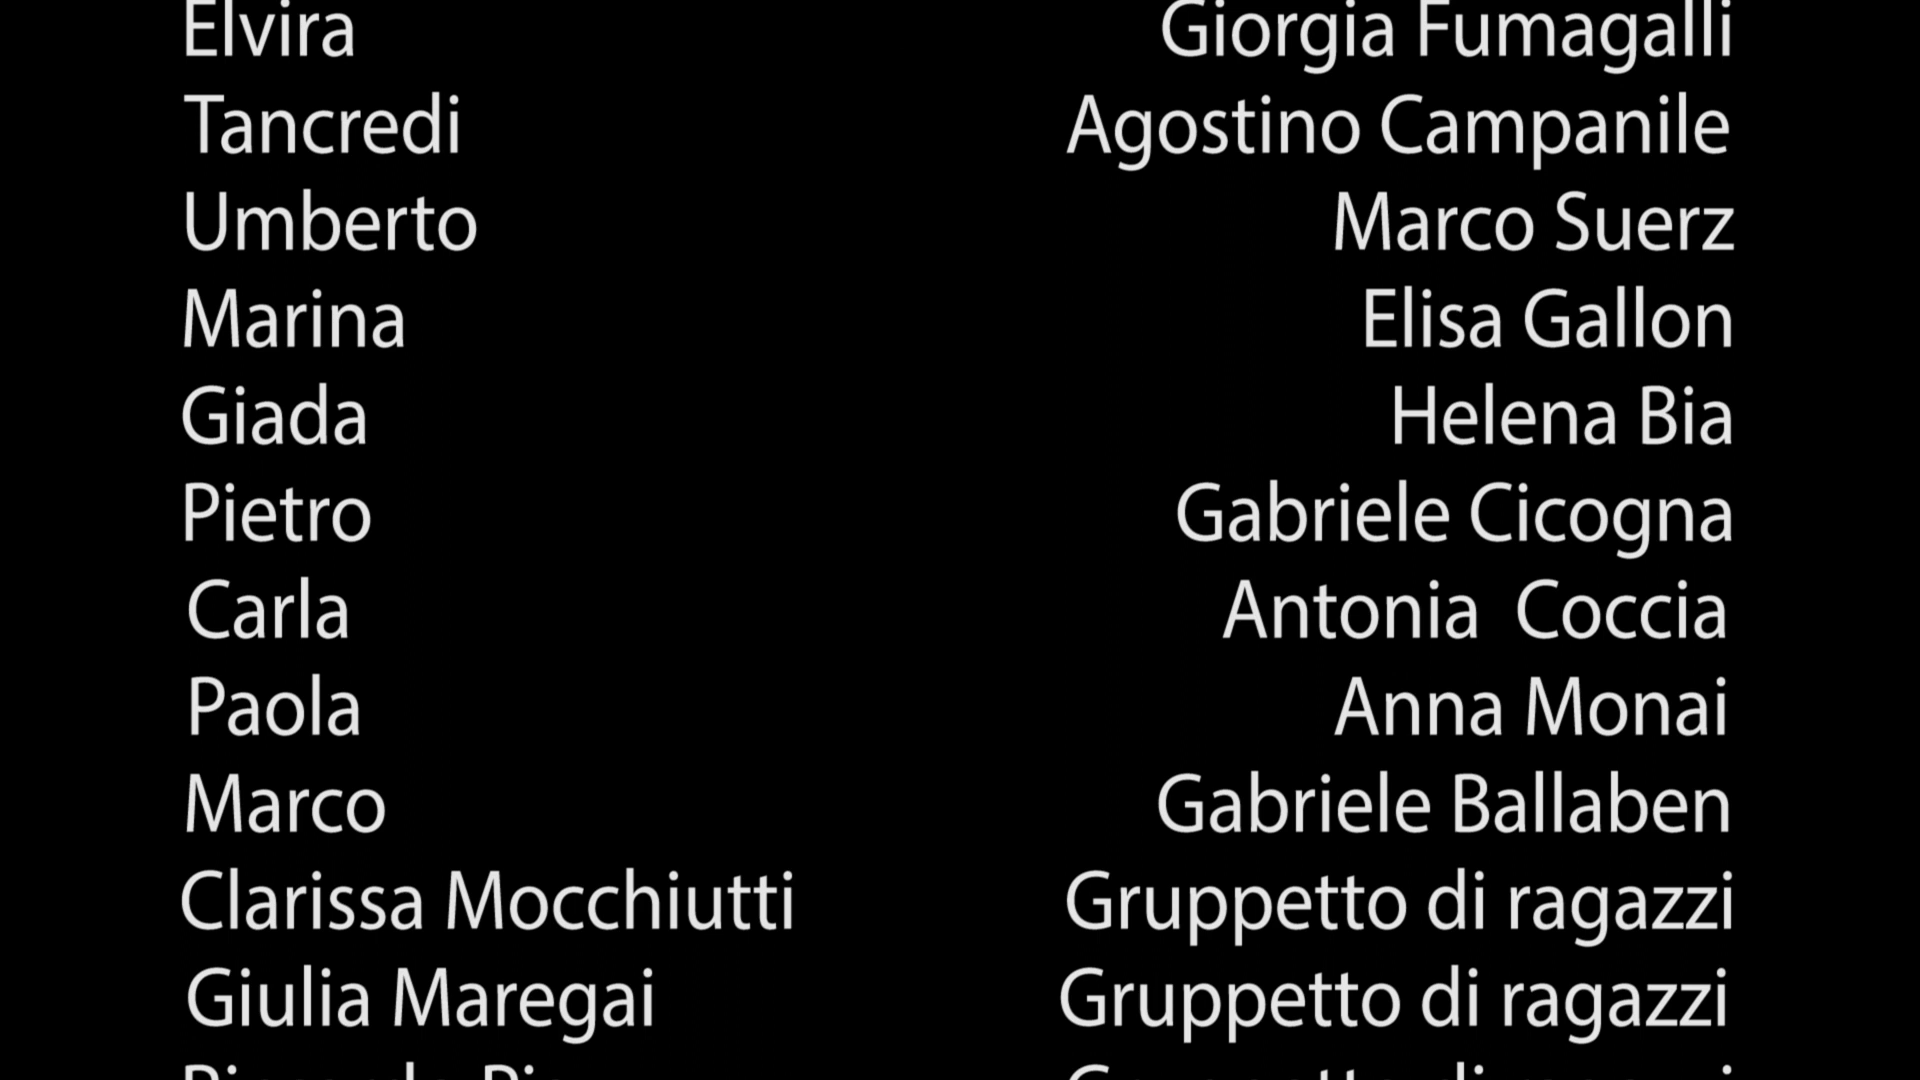 Elvira Giorgia Fumagalli
Tancredi Agostino Campanile
Umberto Marco Suerz
Marina Elisa Gallon
Giada Helena Bia
Pietro Gabriele Cicogna
Carla Antonia Coccia
Paola Anna Monai
Marco Gabriele Ballaben
Clarissa Mocchiutti Gruppetto di ragazzi
Giulia Maregai Gruppetto di ragazzi